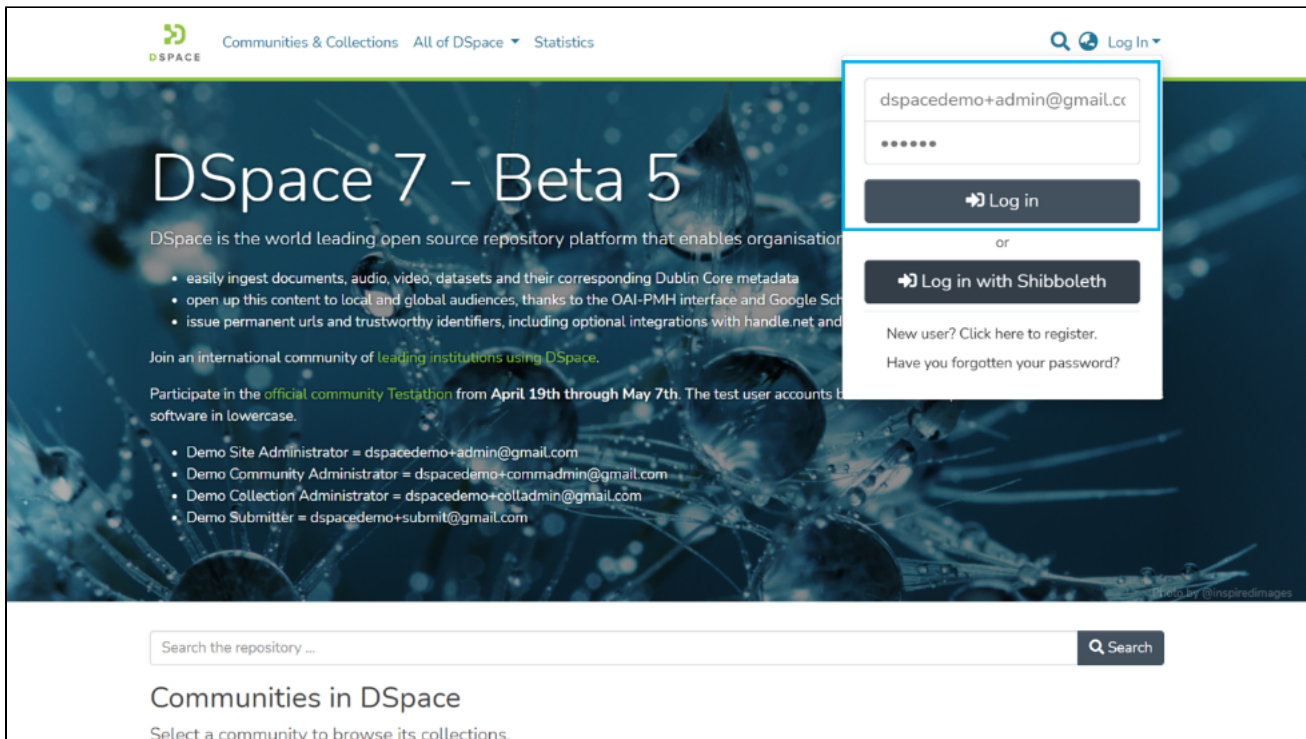 DSPACE
Communities & Collections All of DSpace Statistics Log In
dspacedemo+admin@gmail.cc
••••••
Log in
or
Log in with Shibboleth
New user? Click here to register.
Have you forgotten your password?
DSpace 7 - Beta 5
DSpace is the world leading open source repository platform that enables organisation
easily ingest documents, audio, video, datasets and their corresponding Dublin Core metadata
open up this content to local and global audiences, thanks to the OAI-PMH interface and Google Sch
issue permanent urls and trustworthy identifiers, including optional integrations with handle.net and
Join an international community of leading institutions using DSpace.
Participate in the official community Testathon from April 19th through May 7th. The test user accounts b
software in lowercase.
Demo Site Administrator = dspacedemo+admin@gmail.com
Demo Community Administrator = dspacedemo+commadmin@gmail.com
Demo Collection Administrator = dspacedemo+colladmin@gmail.com
Demo Submitter = dspacedemo+submit@gmail.com
Photo by @inspiredimages
Search the repository ...
Search
Communities in DSpace
Select a community to browse its collections.